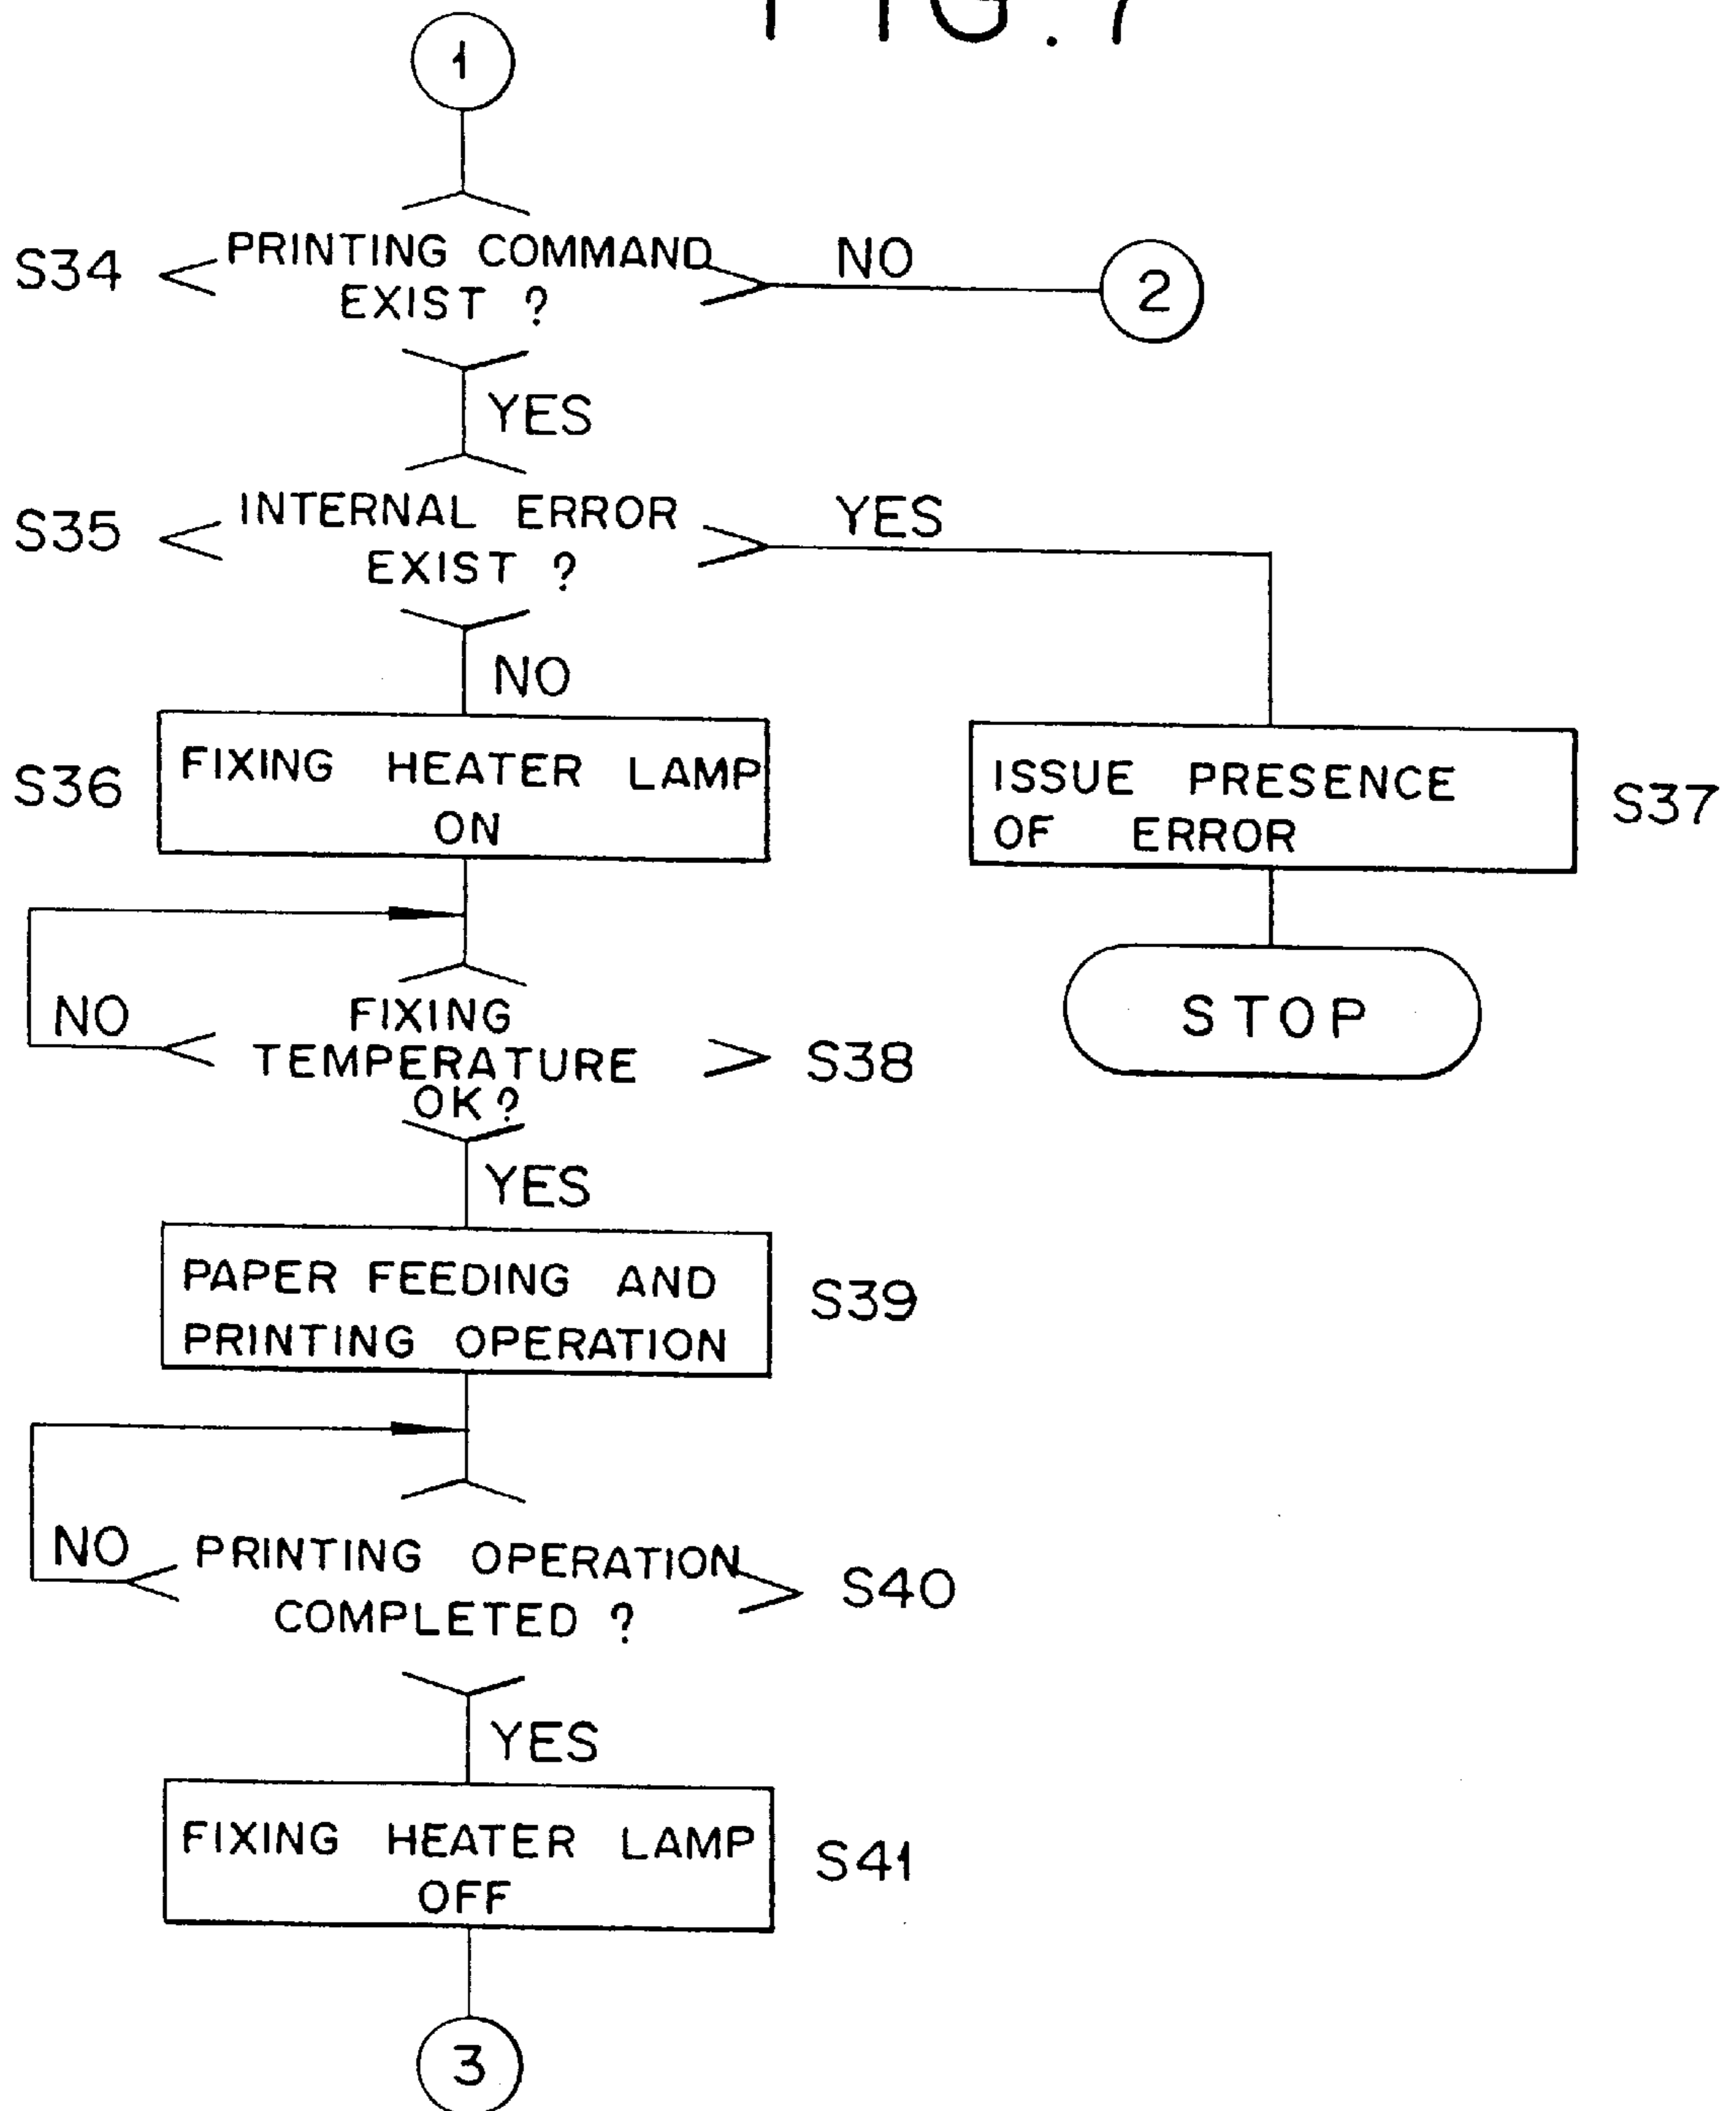 FIG.7
1
S34
PRINTING COMMAND
EXIST ?
NO
2
YES
S35
INTERNAL ERROR
EXIST ?
YES
NO
S36
FIXING HEATER LAMP
ON
ISSUE PRESENCE
OF ERROR
S37
STOP
NO
FIXING
TEMPERATURE
OK?
S38
YES
PAPER FEEDING AND
PRINTING OPERATION
S39
NO
PRINTING OPERATION
COMPLETED ?
S40
YES
FIXING HEATER LAMP
OFF
S41
3